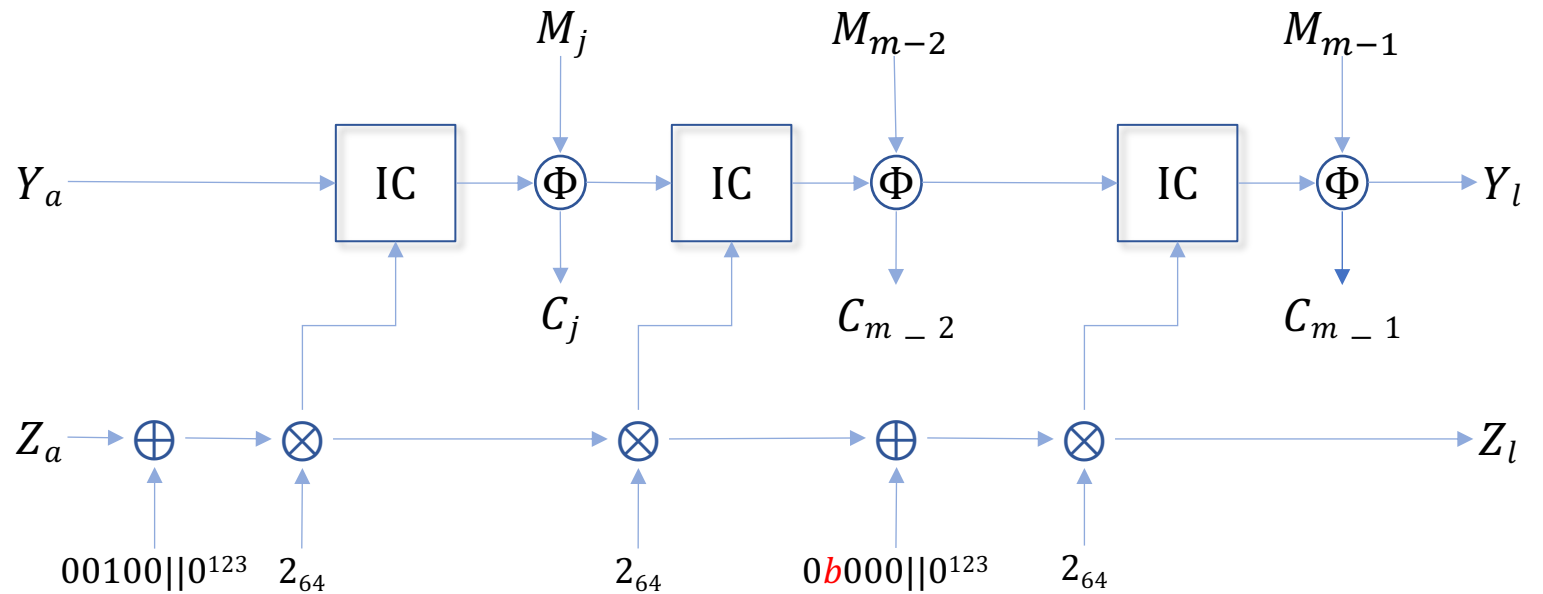 M_j M_{m−2} M_{m−1}
Y_a IC Φ IC Φ IC Φ Y_l
C_j C_{m _ 2} C_{m _ 1}
Z_a ⊕ ⊗ ⊗ ⊕ ⊗ Z_l
00100||0^{123} 2_{64} 2_{64} 0b000||0^{123} 2_{64}